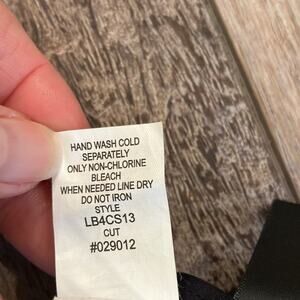 HAND WASH COLD
SEPARATELY
ONLY NON-CHLORINE
BLEACH
WHEN NEEDED LINE DRY
DO NOT IRON
STYLE
LB4CS13
CUT
#029012